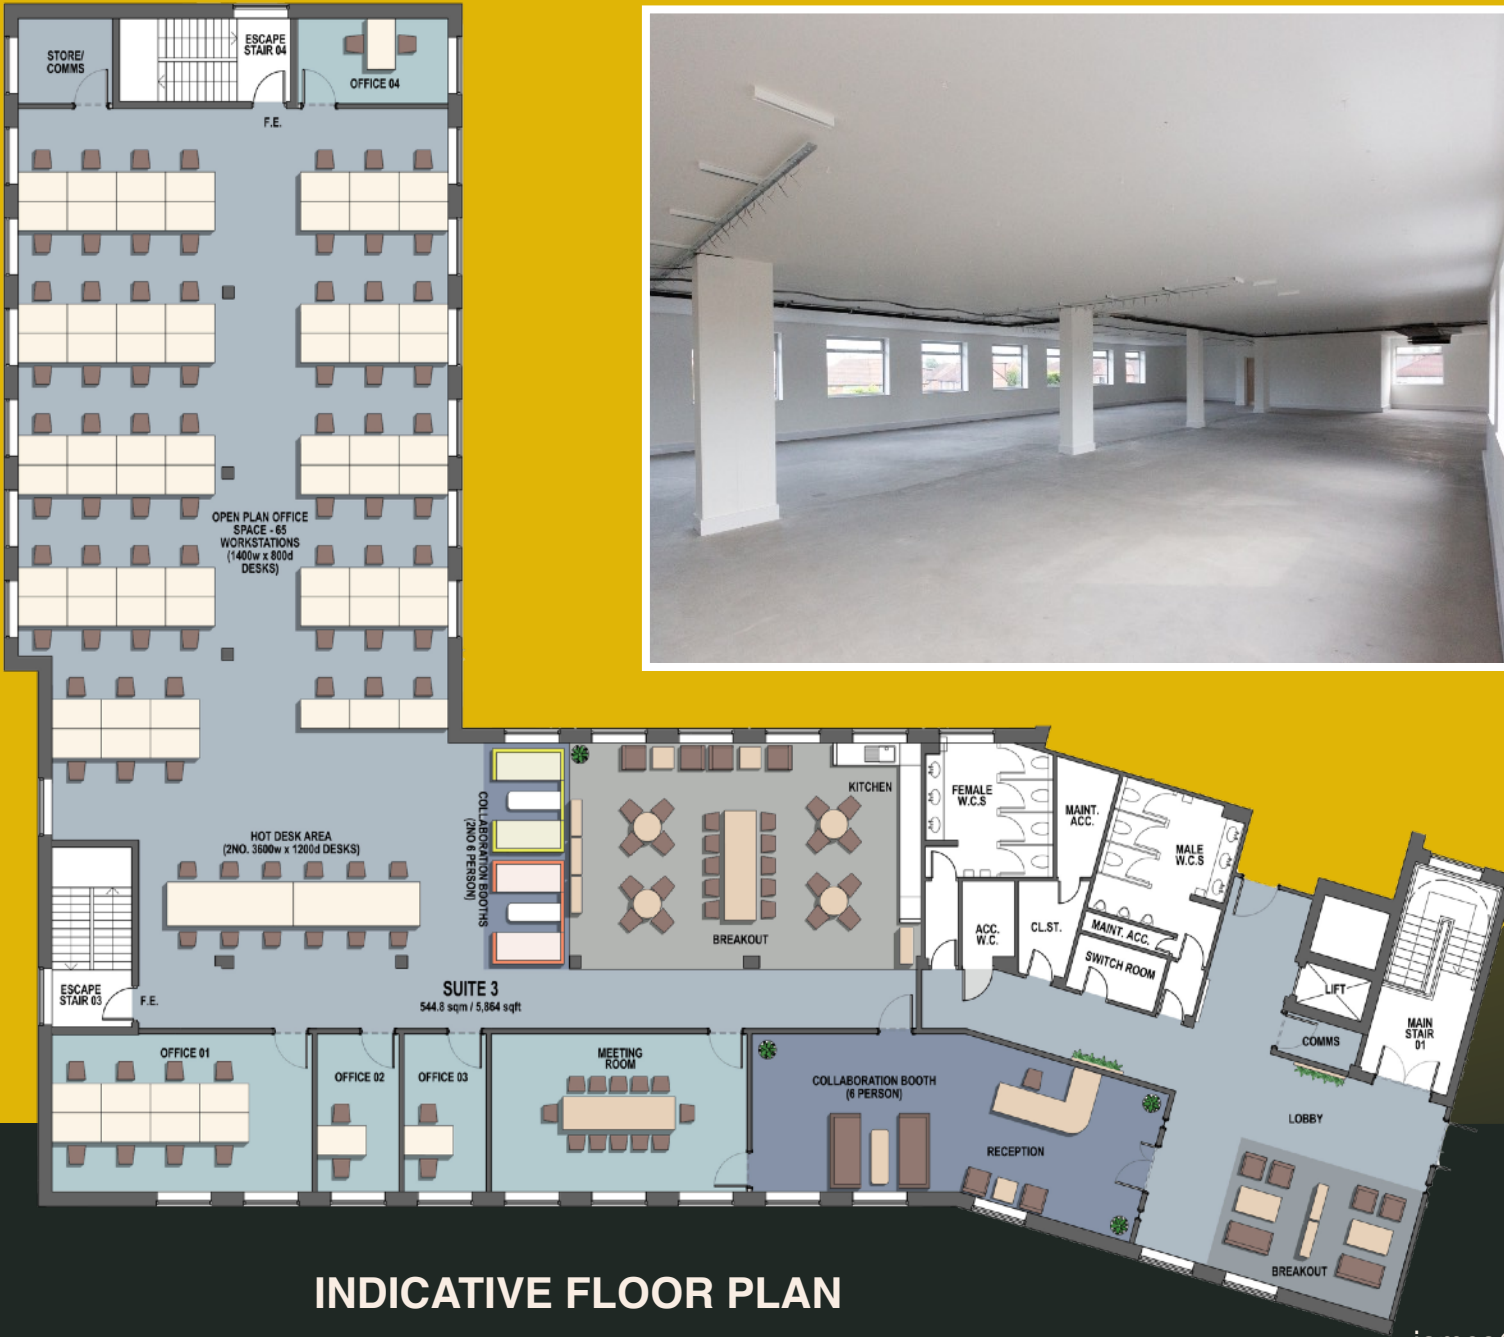 STORE/
COMMS
ESCAPE
STAIR 04
OFFICE 04
F.E.
OPEN PLAN OFFICE
SPACE - 65
WORKSTATIONS
(1400w x 800d
DESKS)
HOT DESK AREA
(2NO. 3600w x 1200d DESKS)
COLLABORATION BOOTHS
(2NO 6 PERSON)
KITCHEN
BREAKOUT
FEMALE
W.C.S
MAINT.
ACC.
MALE
W.C.S
ACC.
W.C.
CL.ST.
MAINT. ACC.
SWITCH ROOM
ESCAPE
STAIR 03
F.E.
SUITE 3
544.8 sqm / 5,864 sqft
LIFT
COMMS
MAIN
STAIR
01
OFFICE 01
OFFICE 02
OFFICE 03
MEETING
ROOM
COLLABORATION BOOTH
(6 PERSON)
RECEPTION
LOBBY
BREAKOUT
INDICATIVE FLOOR PLAN